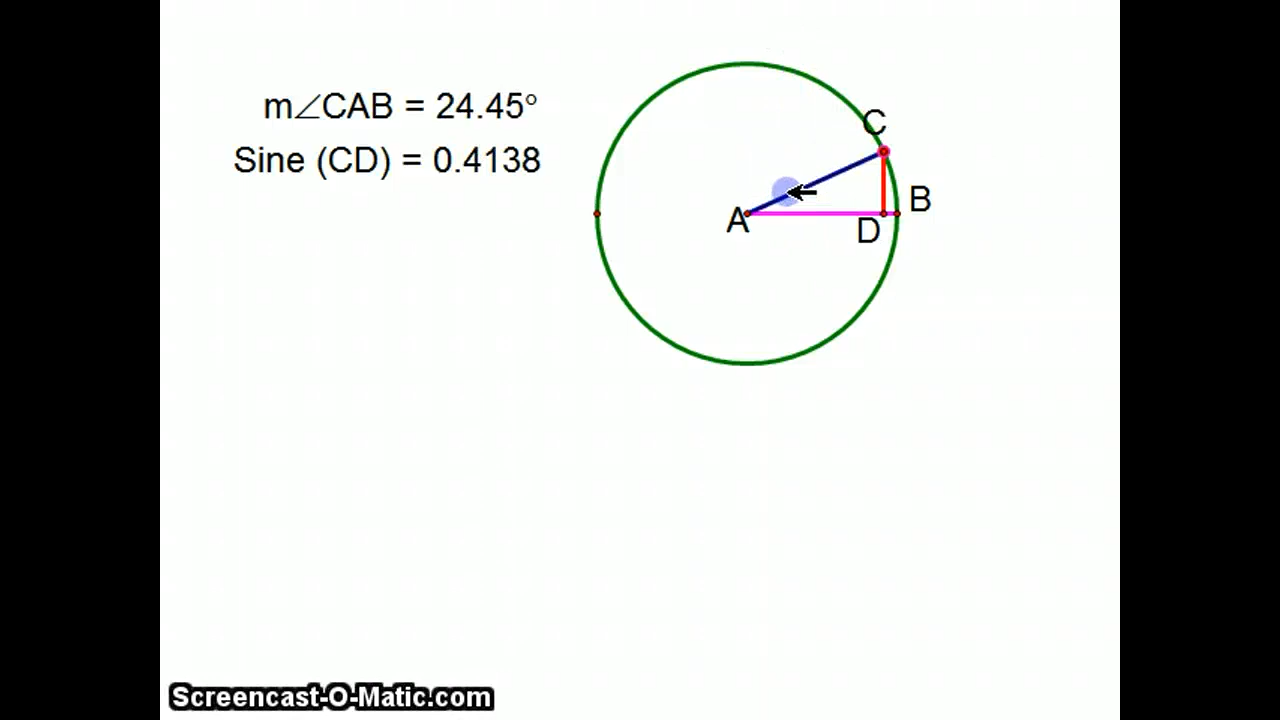 m∠CAB = 24.45°
Sine (CD) = 0.4138
C
B
A
D
Screencast-O-Matic.com